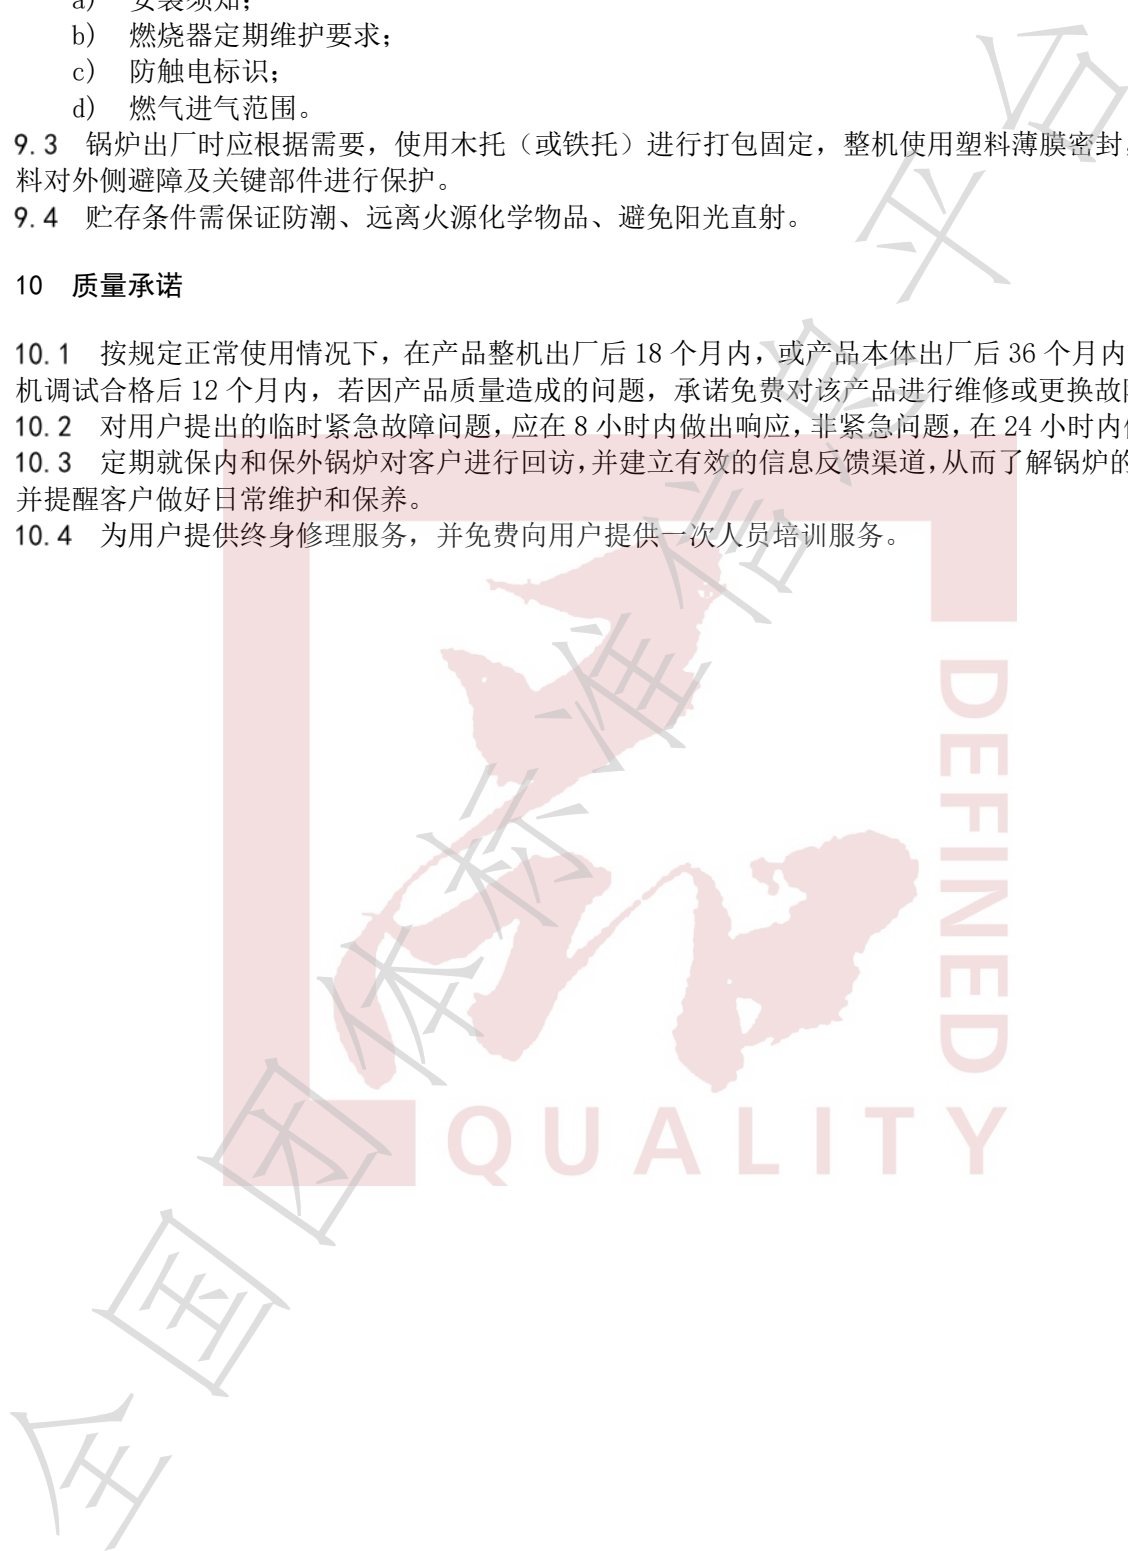 a) 安装须知；
b) 燃烧器定期维护要求；
c) 防触电标识；
d) 燃气进气范围。
9.3 锅炉出厂时应根据需要，使用木托（或铁托）进行打包固定，整机使用塑料薄膜密封，
料对外侧避障及关键部件进行保护。
9.4 贮存条件需保证防潮、远离火源化学物品、避免阳光直射。
10 质量承诺
10.1 按规定正常使用情况下，在产品整机出厂后 18 个月内，或产品本体出厂后 36 个月内
机调试合格后 12 个月内，若因产品质量造成的问题，承诺免费对该产品进行维修或更换故
10.2 对用户提出的临时紧急故障问题，应在 8 小时内做出响应，非紧急问题，在 24 小时内
10.3 定期就保内和保外锅炉对客户进行回访，并建立有效的信息反馈渠道，从而了解锅炉的
并提醒客户做好日常维护和保养。
10.4 为用户提供终身修理服务，并免费向用户提供一次人员培训服务。
DEFINED
QUALITY
全国团体标准信息平台